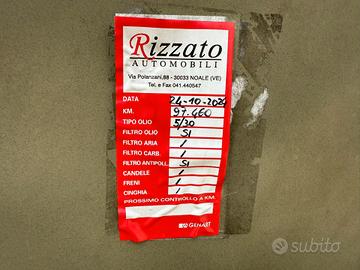 Rizzato
AUTOMOBILI
Via Polanzani,88 - 30033 NOALE (VE)
Tel. e Fax 041.440547
DATA 24-10-2024
KM. 97.460
TIPO OLIO 5/30
FILTRO OLIO SI
FILTRO ARIA /
FILTRO CARB. /
FILTRO ANTIPOLL. SI
CANDELE /
FRENI /
CINGHIA /
PROSSIMO CONTROLLO A KM.
GENART
subito